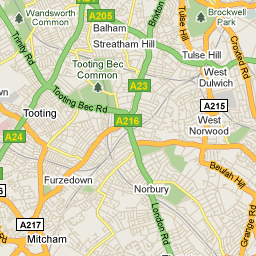 Wandsworth
Common
Brockwell
Park
A205
Brixton
Tulse Hill
Balham
Trinity Rd
Streatham Hill
Tulse Hill
Croxted Rd
Tooting Bec
Common
A23
West
Dulwich
Tooting Bec Rd
A215
Tooting
A216
West
Norwood
A24
Beulah Hill
Furzedown
Norbury
A217
London Rd
Grange Rd
Mitcham